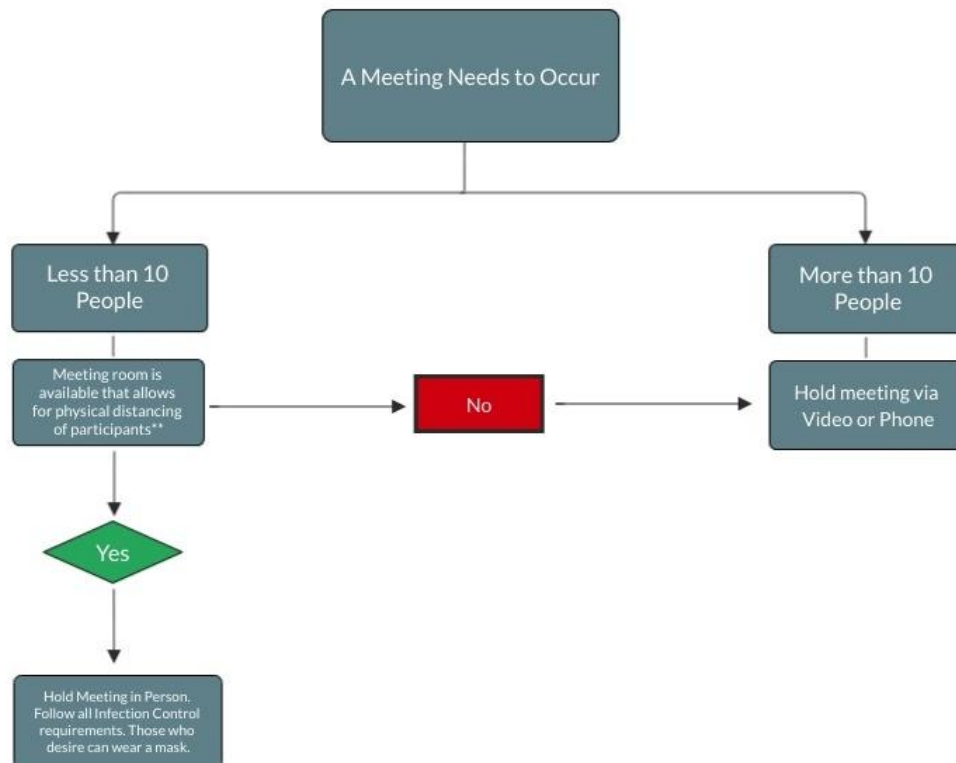 A Meeting Needs to Occur
Less than 10
People
More than 10
People
Meeting room is
available that allows
for physical distancing
of participants**
No
Hold meeting via
Video or Phone
Yes
Hold Meeting in Person.
Follow all Infection Control
requirements. Those who
desire can wear a mask.